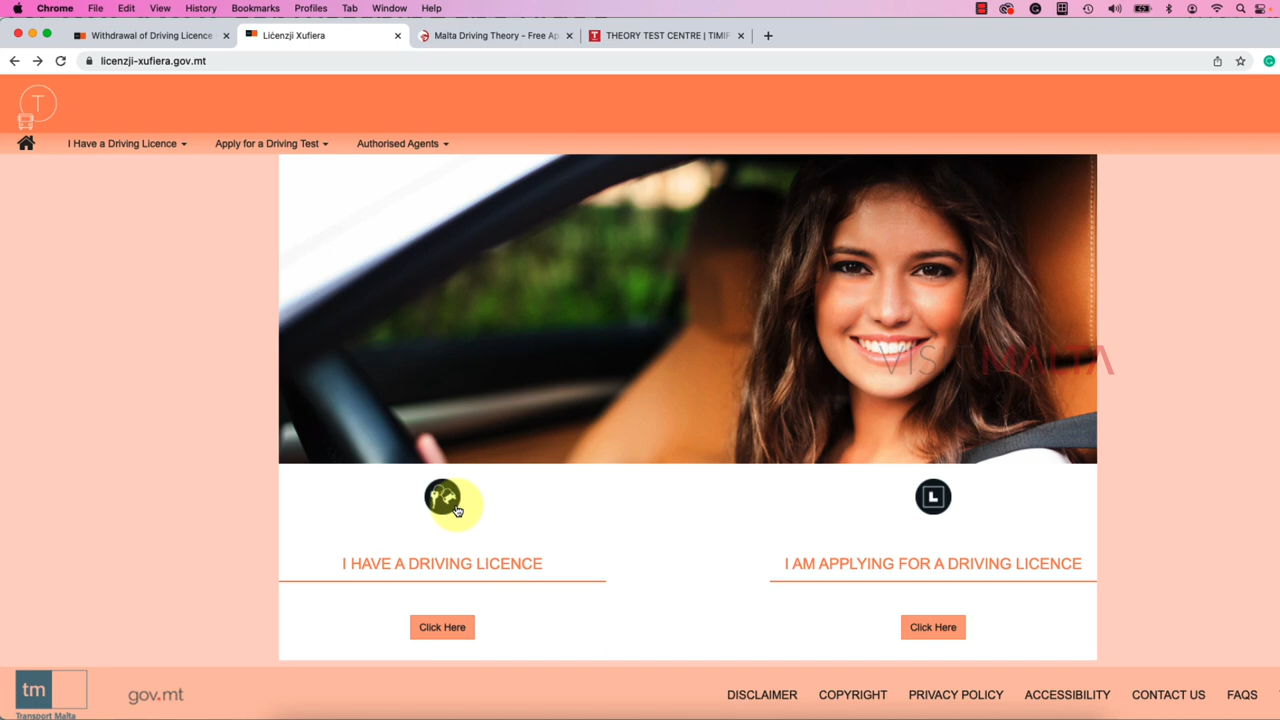 Chrome File Edit View History Bookmarks Profiles Tab Window Help
Withdrawal of Driving Licence
Liċenzji Xufiera
Malta Driving Theory - Free Ap
THEORY TEST CENTRE | TIMIF
licenzji-xufiera.gov.mt
T
I Have a Driving Licence
Apply for a Driving Test
Authorised Agents
VISIT MALTA
L
I HAVE A DRIVING LICENCE
I AM APPLYING FOR A DRIVING LICENCE
Click Here
Click Here
tm
Transport Malta
gov.mt
DISCLAIMER COPYRIGHT PRIVACY POLICY ACCESSIBILITY CONTACT US FAQS